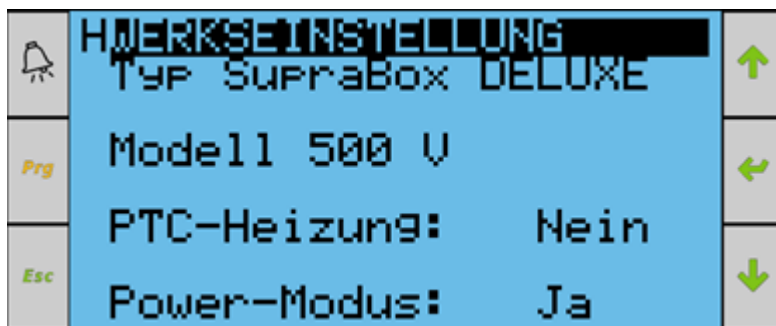 HWERKSEINSTELLUNG
Typ SupraBox DELUXE
Prg
Modell 500 V
PTC-Heizung: Nein
Esc
Power-Modus: Ja